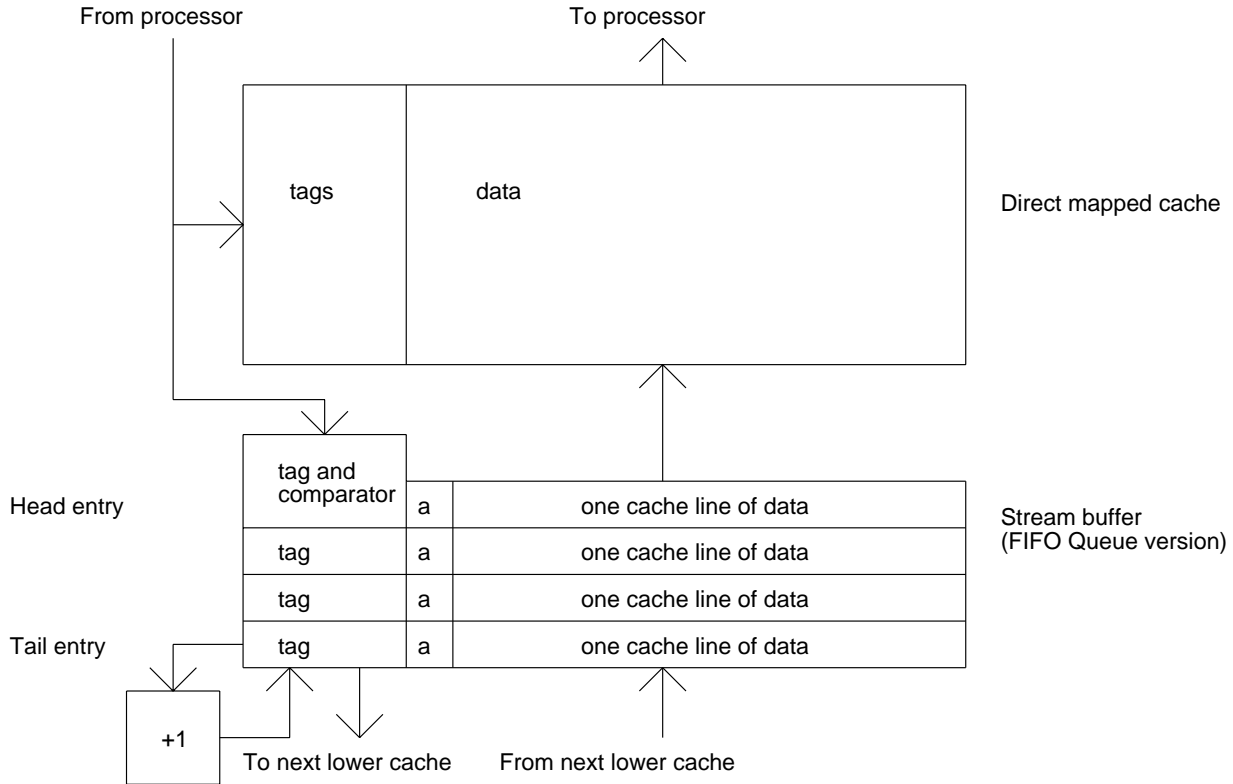 From processor
To processor
tags
data
Direct mapped cache
tag and
comparator
Head entry
a
one cache line of data
Stream buffer
(FIFO Queue version)
tag
a
one cache line of data
tag
a
one cache line of data
Tail entry
tag
a
one cache line of data
+1
To next lower cache
From next lower cache